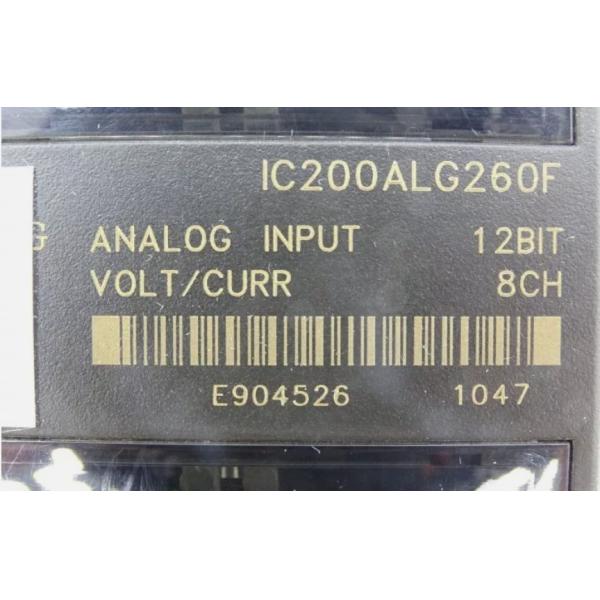 IC200ALG260F
G ANALOG INPUT 12BIT
VOLT/CURR 8CH
E904526 1047